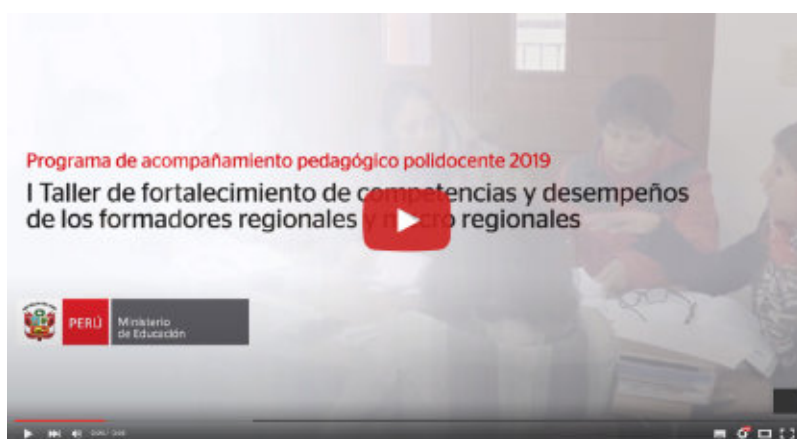 Programa de acompañamiento pedagógico polidocente 2019
I Taller de fortalecimiento de competencias y desempeños
de los formadores regionales y macro regionales
PERÚ
Ministerio
de Educación